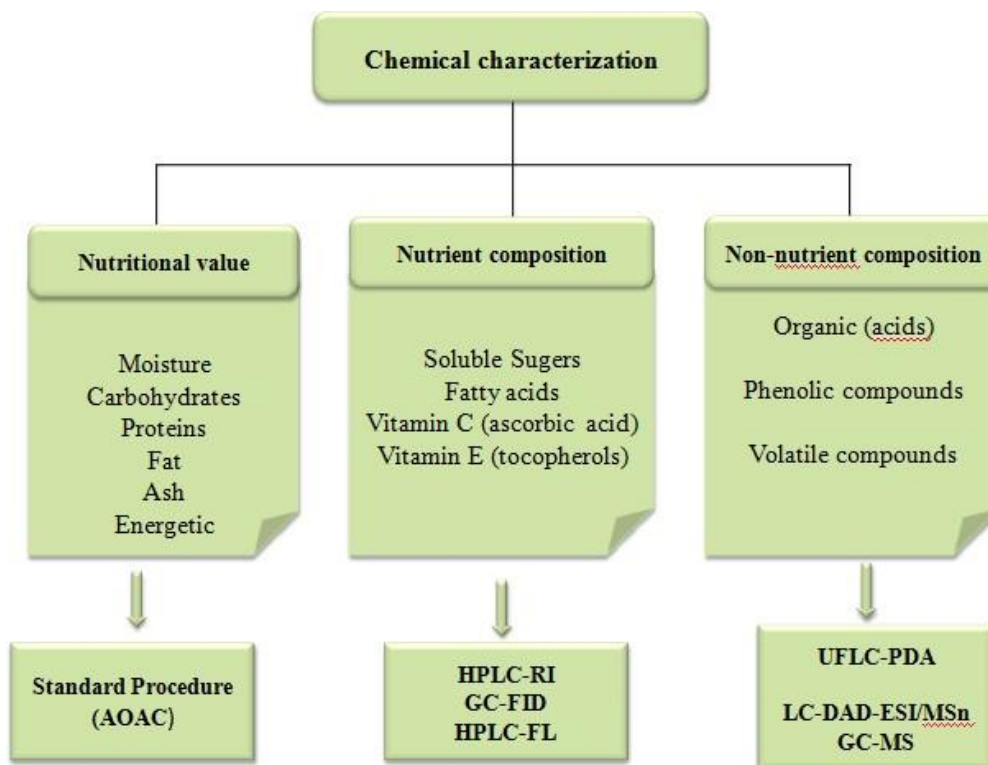 Chemical characterization
Nutritional value
Moisture
Carbohydrates
Proteins
Fat
Ash
Energetic
Standard Procedure
(AOAC)
Nutrient composition
Soluble Sugers
Fatty acids
Vitamin C (ascorbic acid)
Vitamin E (tocopherols)
HPLC-RI
GC-FID
HPLC-FL
Non-nutrient composition
Organic (acids)
Phenolic compounds
Volatile compounds
UFLC-PDA
LC-DAD-ESI/MSn
GC-MS